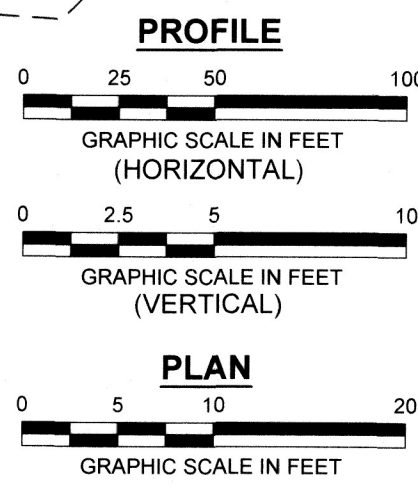 PROFILE
0 25 50 100
GRAPHIC SCALE IN FEET
(HORIZONTAL)
0 2.5 5 10
GRAPHIC SCALE IN FEET
(VERTICAL)
PLAN
0 5 10 20
GRAPHIC SCALE IN FEET